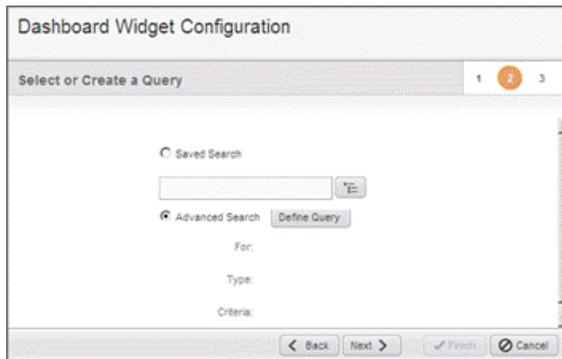 Dashboard Widget Configuration
Select or Create a Query
1 2 3
Saved Search
Advanced Search Define Query
For:
Type:
Criteria:
Back Next Finish Cancel